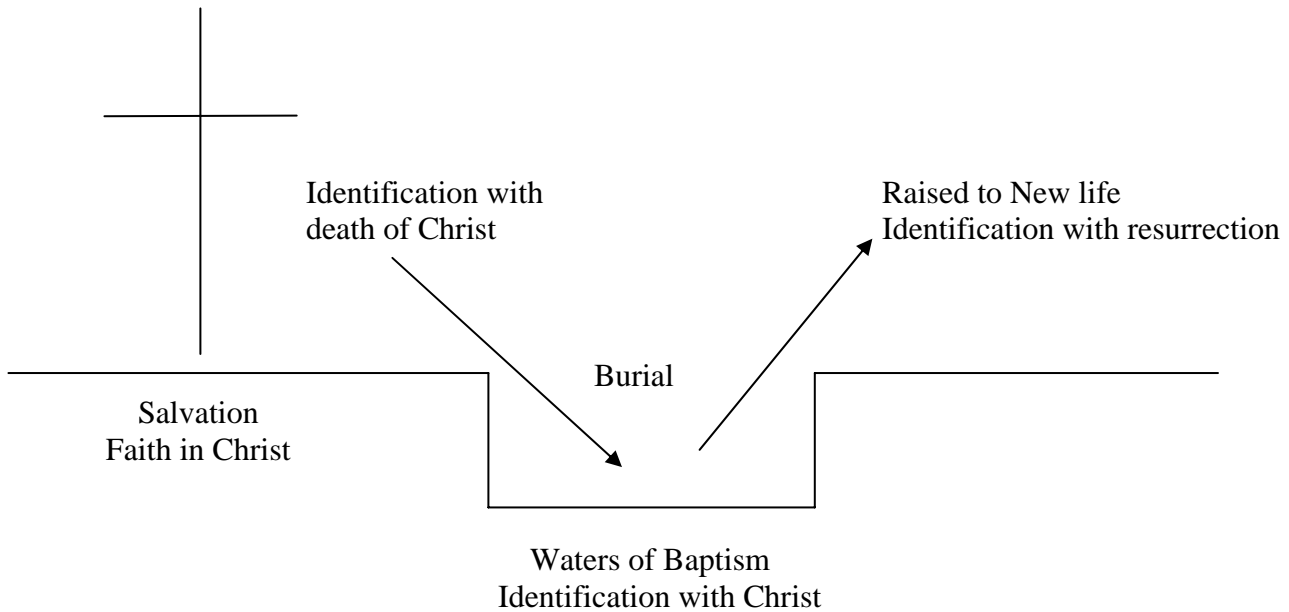 Identification with
death of Christ
Raised to New life
Identification with resurrection
Burial
Salvation
Faith in Christ
Waters of Baptism
Identification with Christ